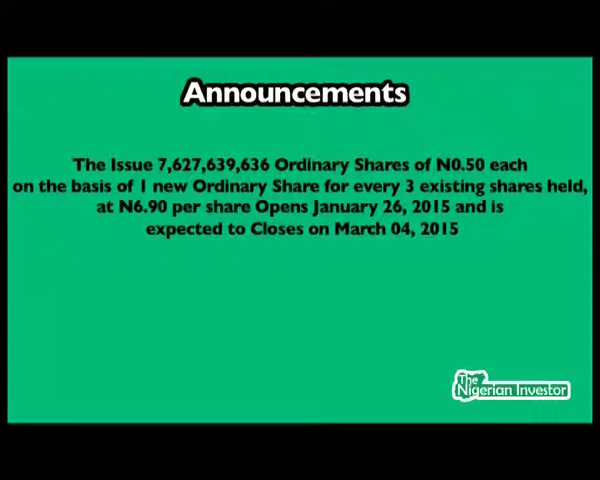 Announcements
The Issue 7,627,639,636 Ordinary Shares of N0.50 each
on the basis of 1 new Ordinary Share for every 3 existing shares held,
at N6.90 per share Opens January 26, 2015 and is
expected to Closes on March 04, 2015
The
Nigerian Investor